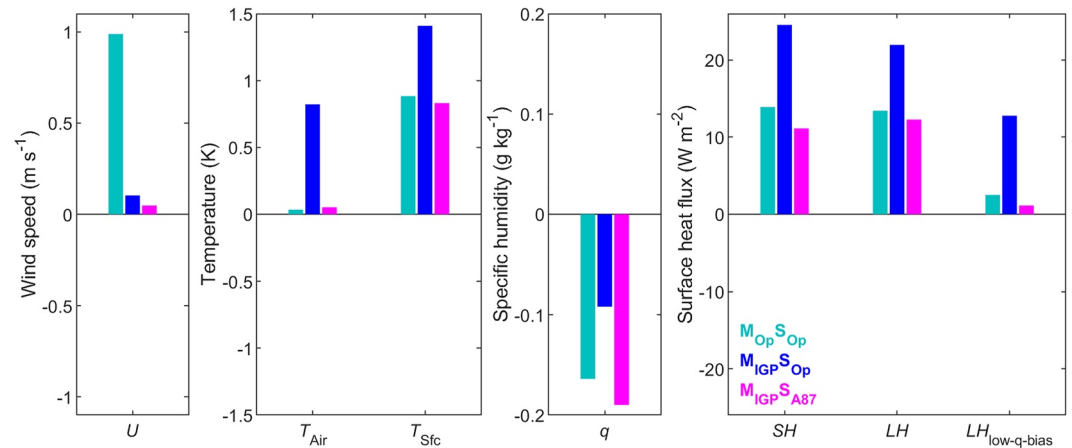 Wind speed (m s-1)
1
0.5
0
-0.5
-1
U
Temperature (K)
1.5
1
0.5
0
-0.5
-1
-1.5
TAir
TSfc
Specific humidity (g kg-1)
0.2
0.1
0
-0.1
-0.2
q
Surface heat flux (W m-2)
20
10
0
-10
-20
MOpSOp
MIGPSOp
MIGPSA87
SH
LH
LHlow-q-bias